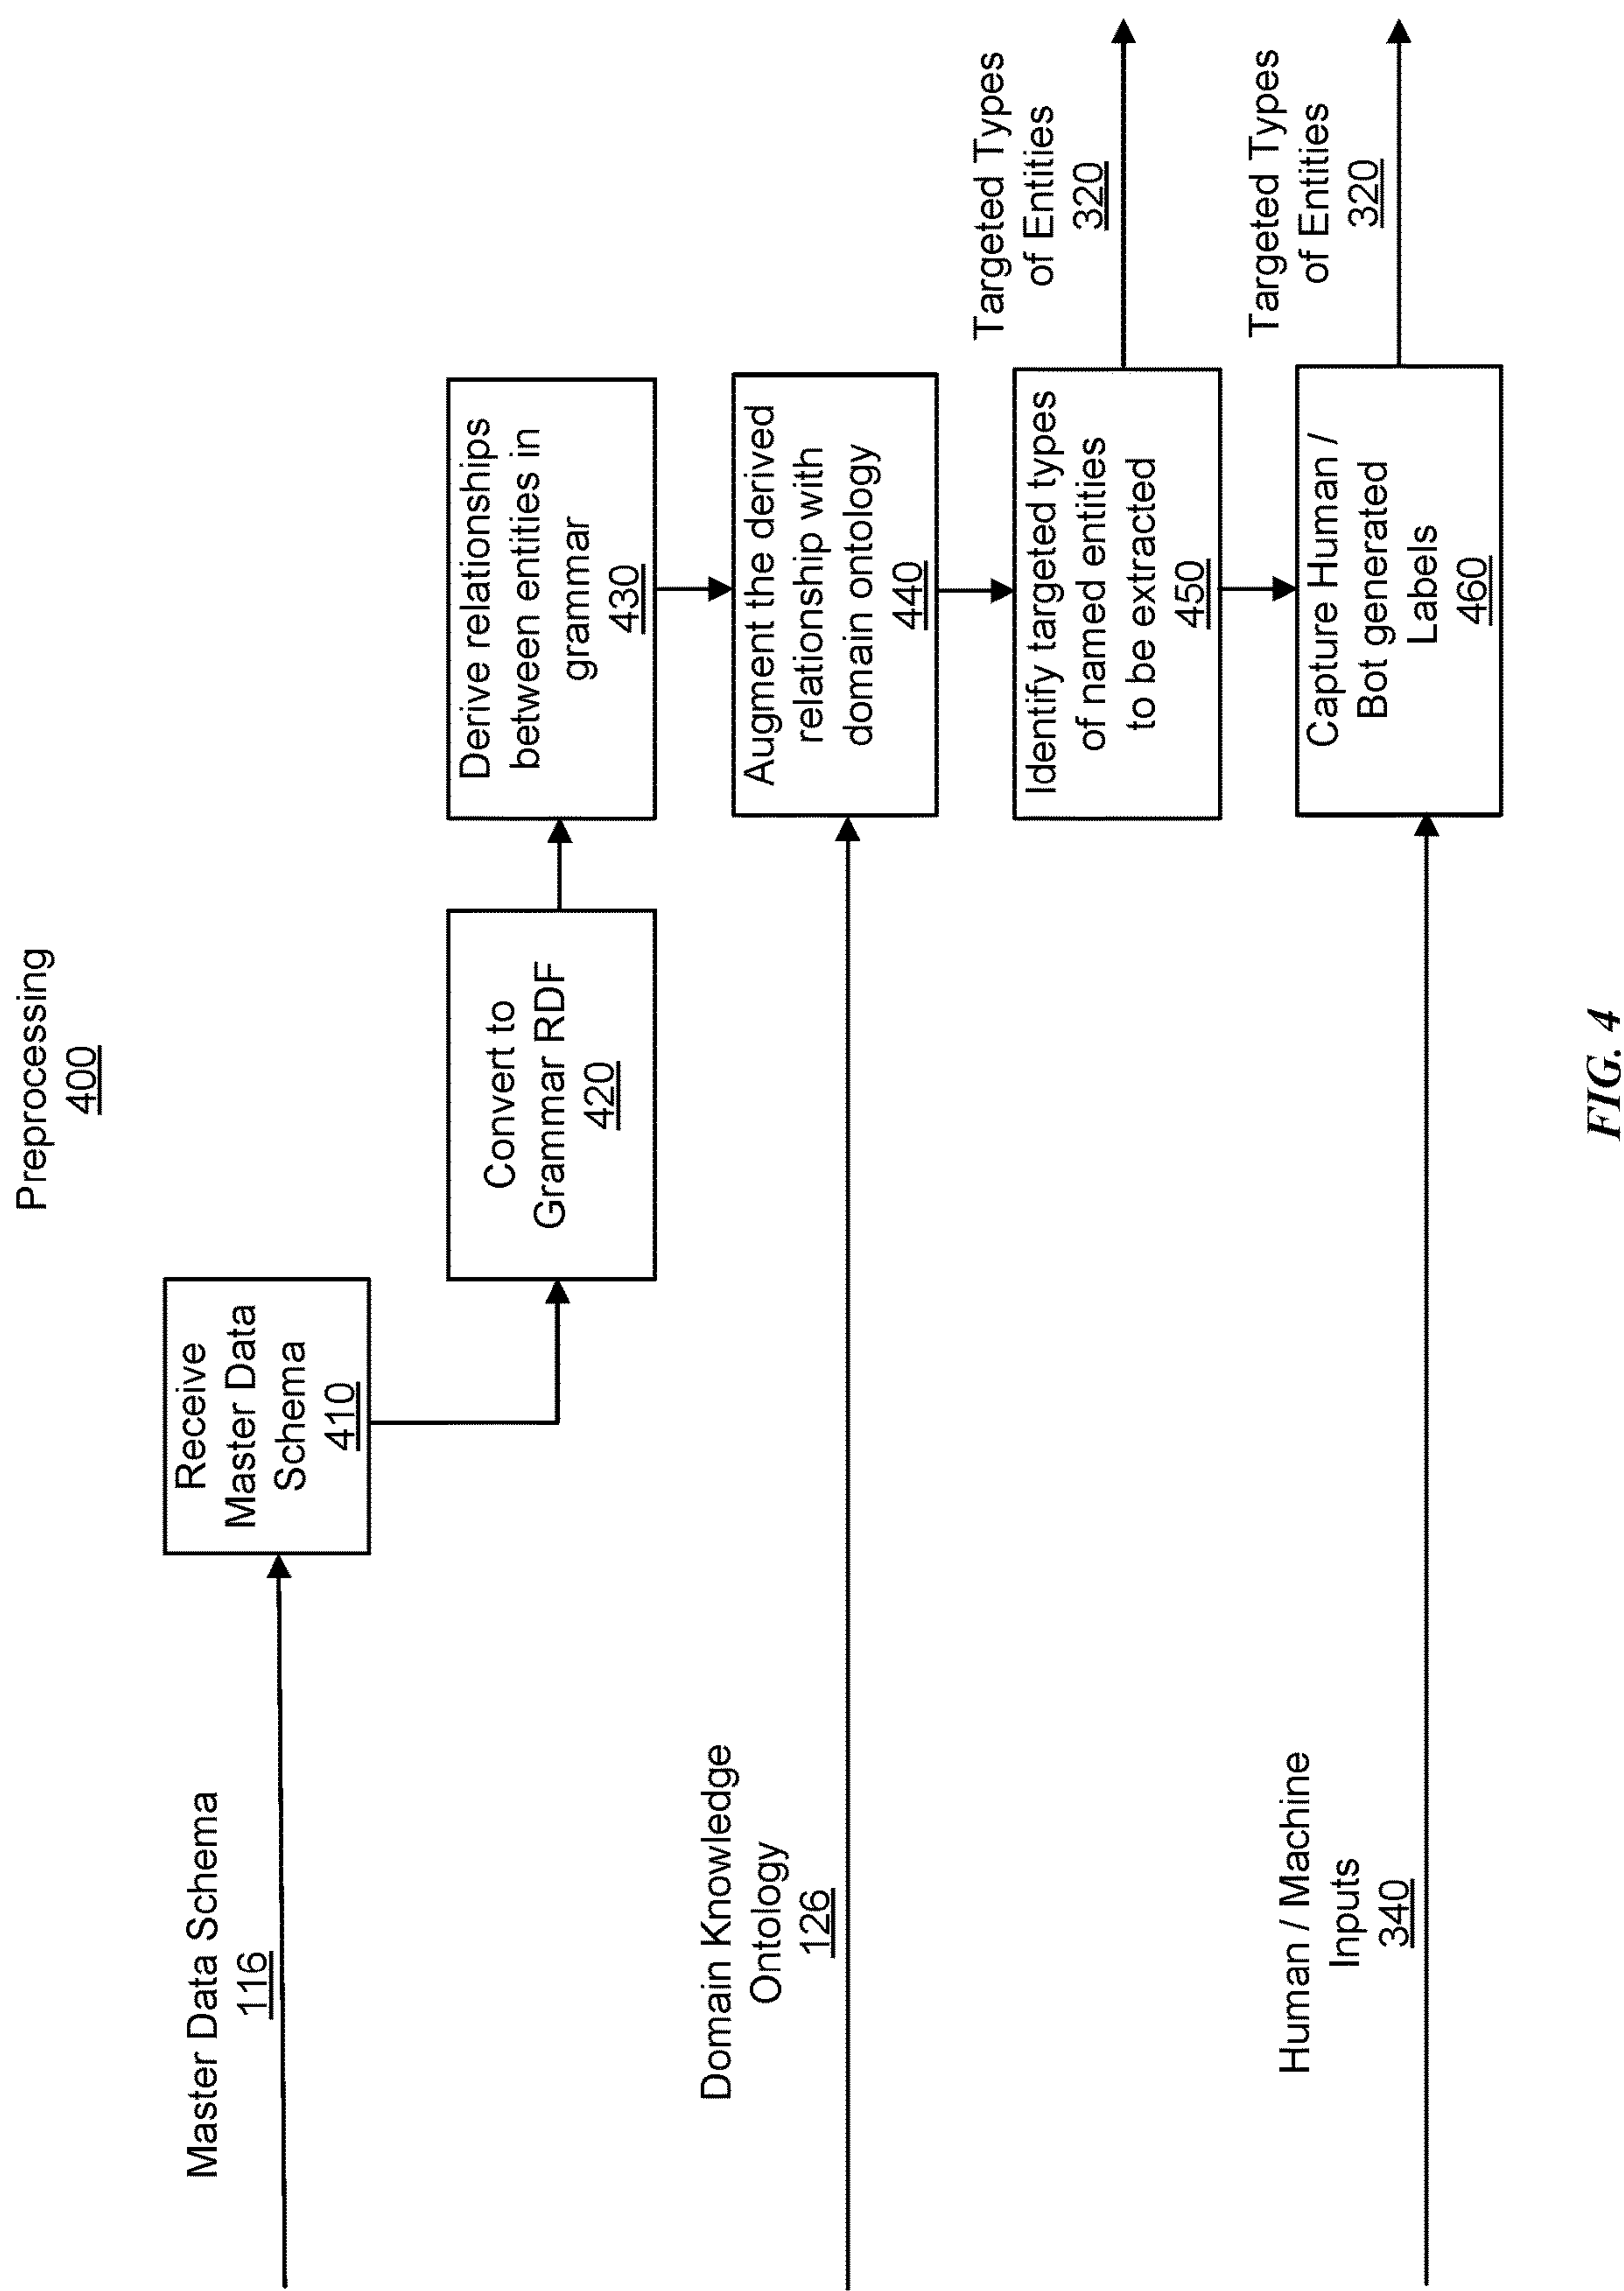 Preprocessing
400
Master Data Schema
116
Receive
Master Data
Schema
410
Convert to
Grammar RDF
420
Derive relationships
between entities in
grammar
430
Domain Knowledge
Ontology
126
Augment the derived
relationship with
domain ontology
440
Identify targeted types
of named entities
to be extracted
450
Targeted Types
of Entities
320
Human / Machine
Inputs
340
Capture Human /
Bot generated
Labels
460
Targeted Types
of Entities
320
FIG. 4